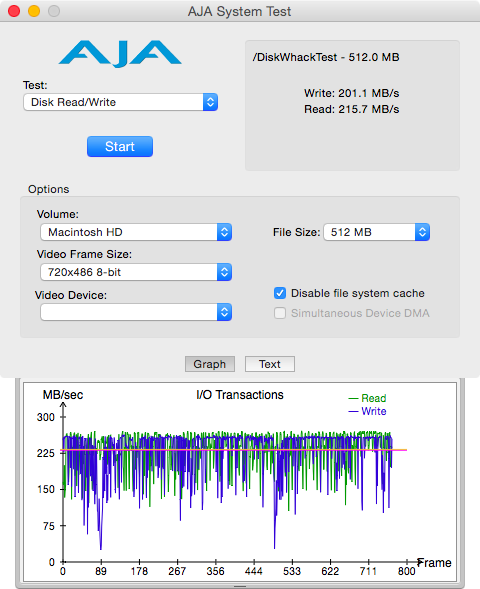 AJA System Test
AJA
/DiskWhackTest - 512.0 MB
Test:
Disk Read/Write
Write: 201.1 MB/s
Read: 215.7 MB/s
Start
Options
Volume:
Macintosh HD
File Size: 512 MB
Video Frame Size:
720x486 8-bit
Video Device:
Disable file system cache
Simultaneous Device DMA
Graph Text
MB/sec I/O Transactions
Read
Write
300
225
150
75
0
0 89 178 267 356 444 533 622 711 800
Frame